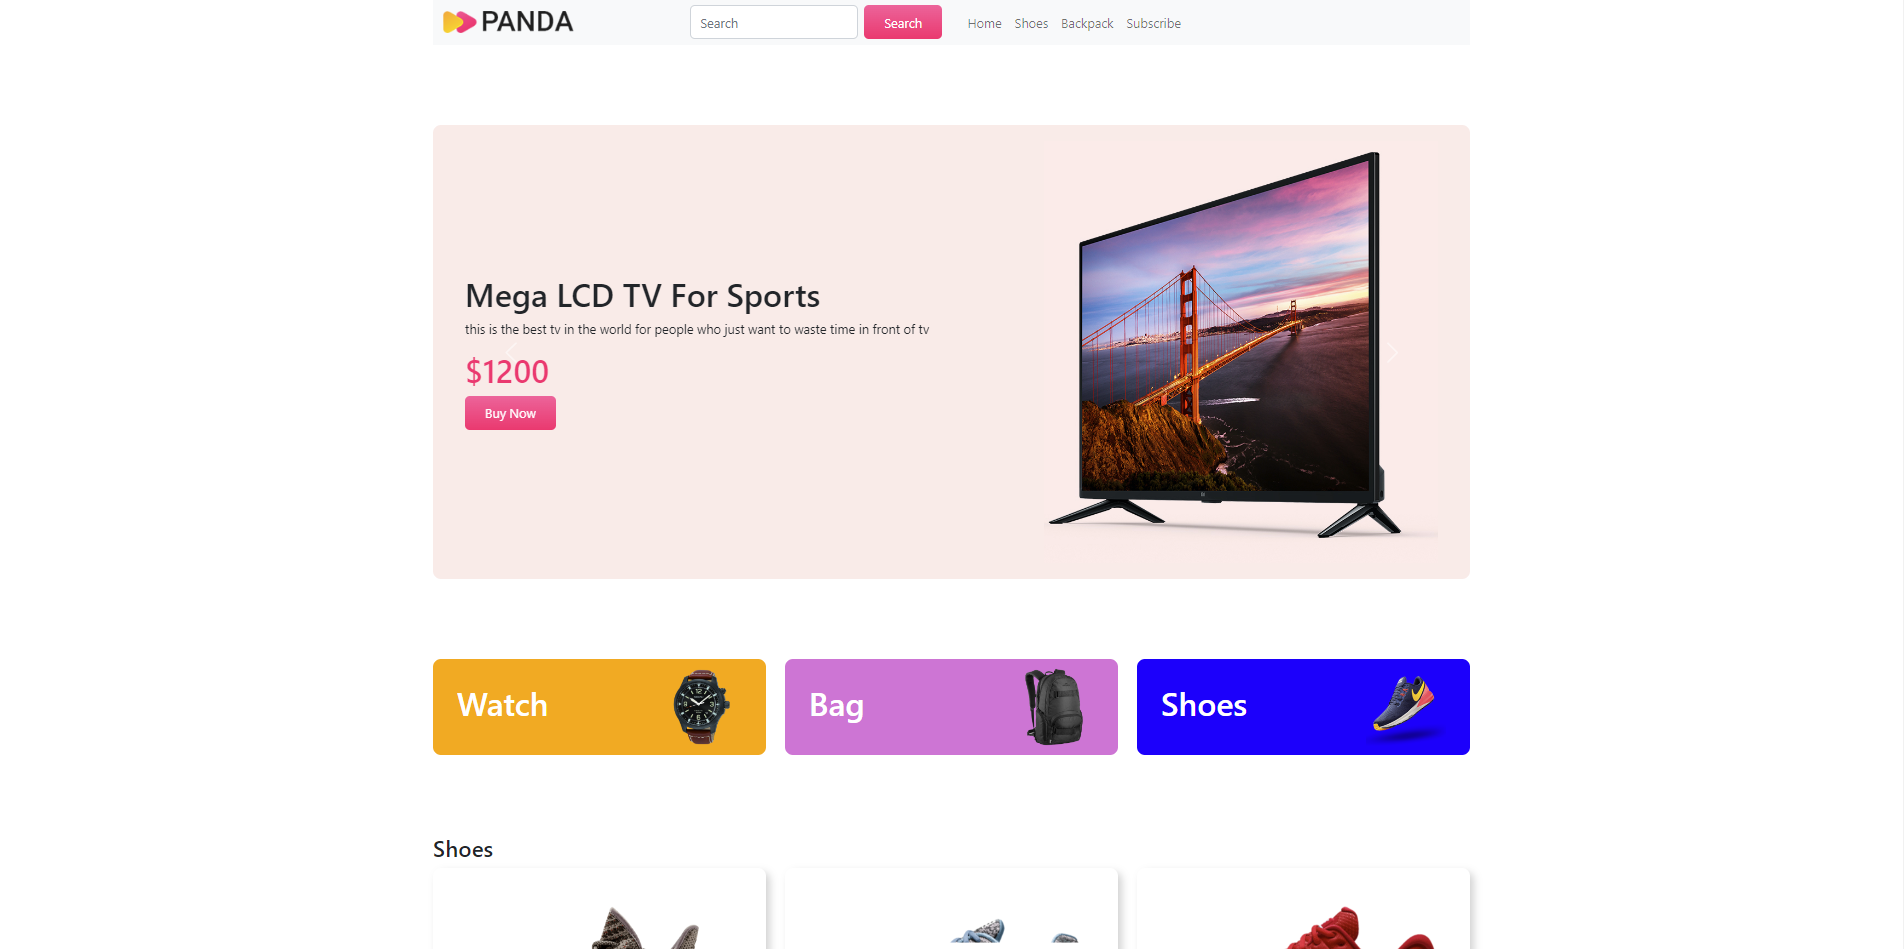 PANDA
Search
Search
Home
Shoes
Backpack
Subscribe
Mega LCD TV For Sports
this is the best tv in the world for people who just want to waste time in front of tv
$1200
Buy Now
Watch
Bag
Shoes
Shoes